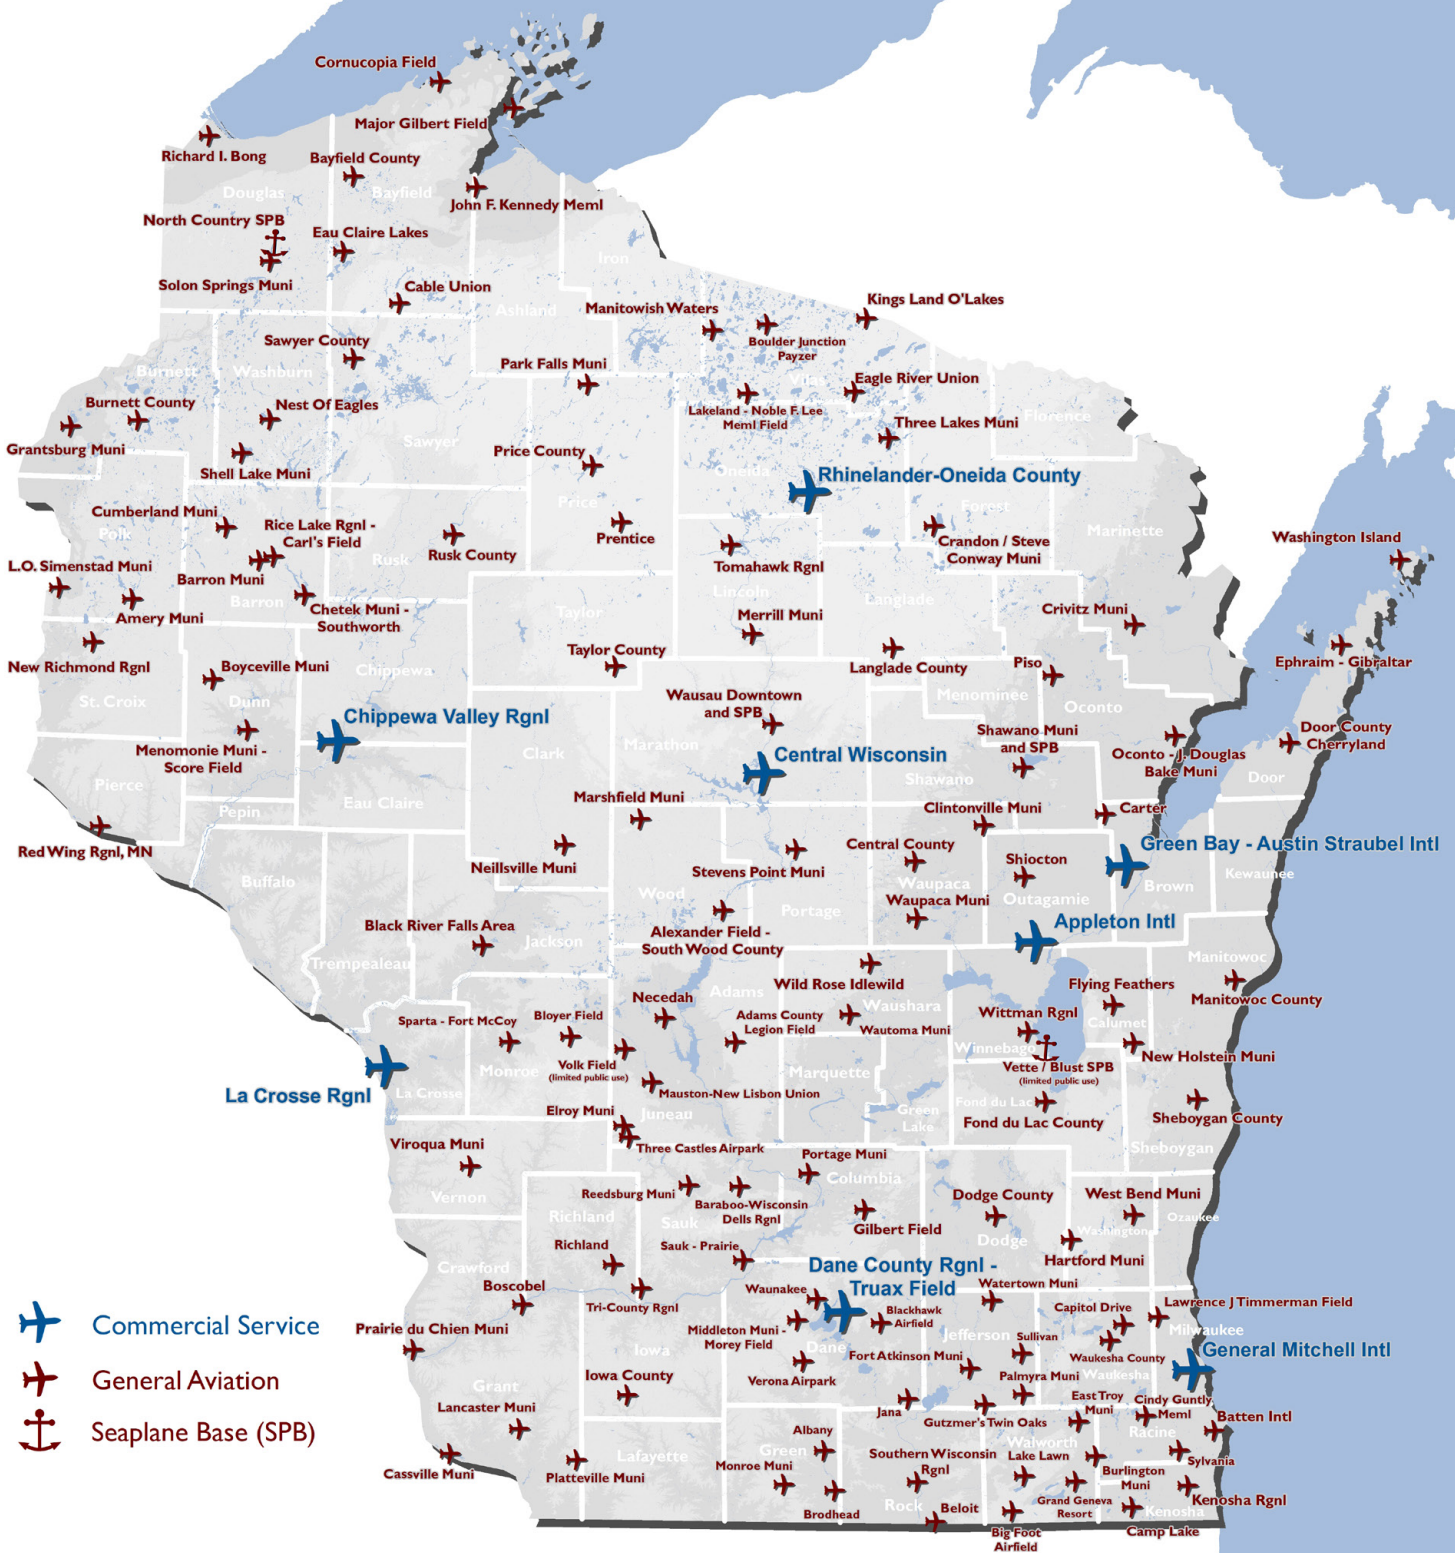 Cornucopia Field
Major Gilbert Field
Richard I. Bong
Bayfield County
Douglas
Bayfield
John F. Kennedy Meml
North Country SPB
Eau Claire Lakes
Iron
Solon Springs Muni
Cable Union
Kings Land O'Lakes
Ashland
Manitowish Waters
Sawyer County
Boulder Junction
Payzer
Park Falls Muni
Burnett
Washburn
Vilas
Eagle River Union
Burnett County
Nest Of Eagles
Lakeland - Noble F. Lee
Meml Field
Florence
Three Lakes Muni
Grantsburg Muni
Sawyer
Price County
Shell Lake Muni
Oneida
Rhinelander-Oneida County
Price
Forest
Cumberland Muni
Rice Lake Rgnl -
Carl's Field
Polk
Rusk
Rusk County
Prentice
Crandon / Steve
Conway Muni
Marinette
Washington Island
L.O. Simenstad Muni
Barron Muni
Tomahawk Rgnl
Lincoln
Langlade
Barron
Chetek Muni -
Southworth
Amery Muni
Taylor
Merrill Muni
Crivitz Muni
New Richmond Rgnl
Boyceville Muni
Chippewa
Taylor County
Langlade County
Piso
Ephraim - Gibraltar
St. Croix
Dunn
Menominee
Oconto
Chippewa Valley Rgnl
Wausau Downtown
and SPB
Shawano Muni
and SPB
Door County
Cherryland
Menomonie Muni -
Score Field
Clark
Marathon
Central Wisconsin
Oconto - J. Douglas
Bake Muni
Shawano
Door
Pierce
Pepin
Eau Claire
Marshfield Muni
Clintonville Muni
Carter
Red Wing Rgnl, MN
Central County
Green Bay - Austin Straubel Intl
Neillsville Muni
Stevens Point Muni
Shiocton
Buffalo
Wood
Waupaca
Outagamie
Brown
Kewaunee
Portage
Waupaca Muni
Black River Falls Area
Alexander Field -
South Wood County
Appleton Intl
Jackson
Trempealeau
Manitowoc
Wild Rose Idlewild
Flying Feathers
Manitowoc County
Necedah
Adams
Waushara
Sparta - Fort McCoy
Bloyer Field
Adams County
Legion Field
Wautoma Muni
Wittman Rgnl
Calumet
Winnebago
New Holstein Muni
Volk Field
(limited public use)
Vette / Blust SPB
(limited public use)
Monroe
Marquette
La Crosse Rgnl
La Crosse
Mauston-New Lisbon Union
Fond du Lac
Elroy Muni
Juneau
Green
Lake
Fond du Lac County
Sheboygan County
Viroqua Muni
Three Castles Airpark
Sheboygan
Portage Muni
Columbia
Vernon
Reedsburg Muni
Baraboo-Wisconsin
Dells Rgnl
Dodge County
West Bend Muni
Richland
Sauk
Gilbert Field
Dodge
Washington
Ozaukee
Richland
Sauk - Prairie
Hartford Muni
Crawford
Dane County Rgnl -
Truax Field
Boscobel
Tri-County Rgnl
Waunakee
Watertown Muni
Commercial Service
Prairie du Chien Muni
Middleton Muni -
Morey Field
Blackhawk
Airfield
Capitol Drive
Lawrence J Timmerman Field
Jefferson
Sullivan
Milwaukee
Iowa
Dane
Fort Atkinson Muni
Waukesha County
General Mitchell Intl
General Aviation
Iowa County
Verona Airpark
Palmyra Muni
Waukesha
Grant
Lancaster Muni
Jana
Gutzmer's Twin Oaks
East Troy
Muni
Cindy Guntly
Meml
Batten Intl
Seaplane Base (SPB)
Albany
Racine
Lafayette
Green
Southern Wisconsin
Rgnl
Walworth
Lake Lawn
Sylvania
Cassville Muni
Platteville Muni
Monroe Muni
Burlington
Muni
Rock
Beloit
Grand Geneva
Resort
Kenosha Rgnl
Kenosha
Brodhead
Big Foot
Airfield
Camp Lake